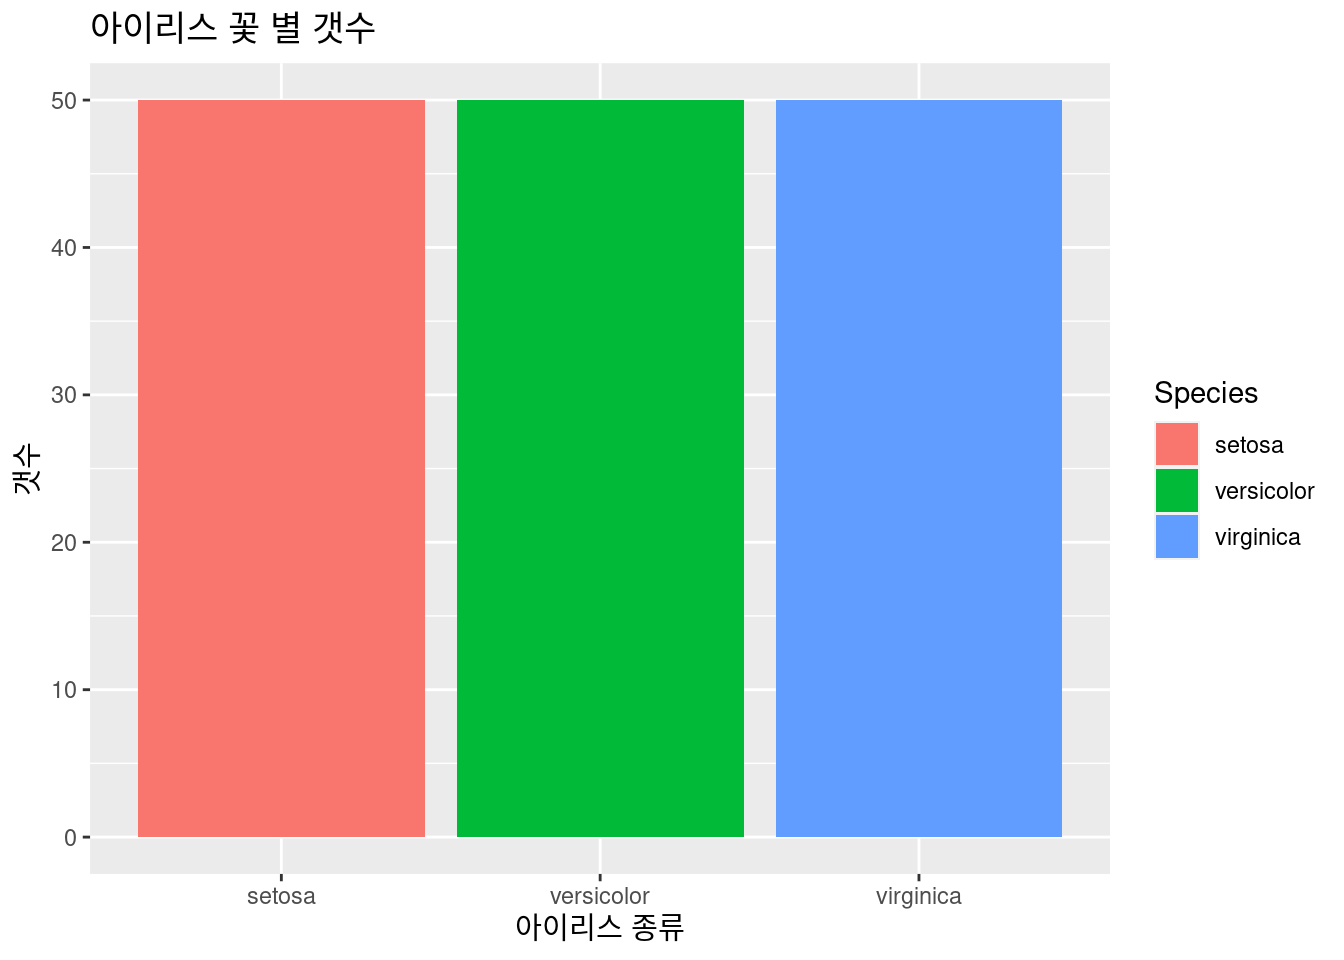 아이리스 꽃 별 갯수
50
40
30
20
10
0
갯수
setosa versicolor virginica
아이리스 종류
Species
setosa
versicolor
virginica